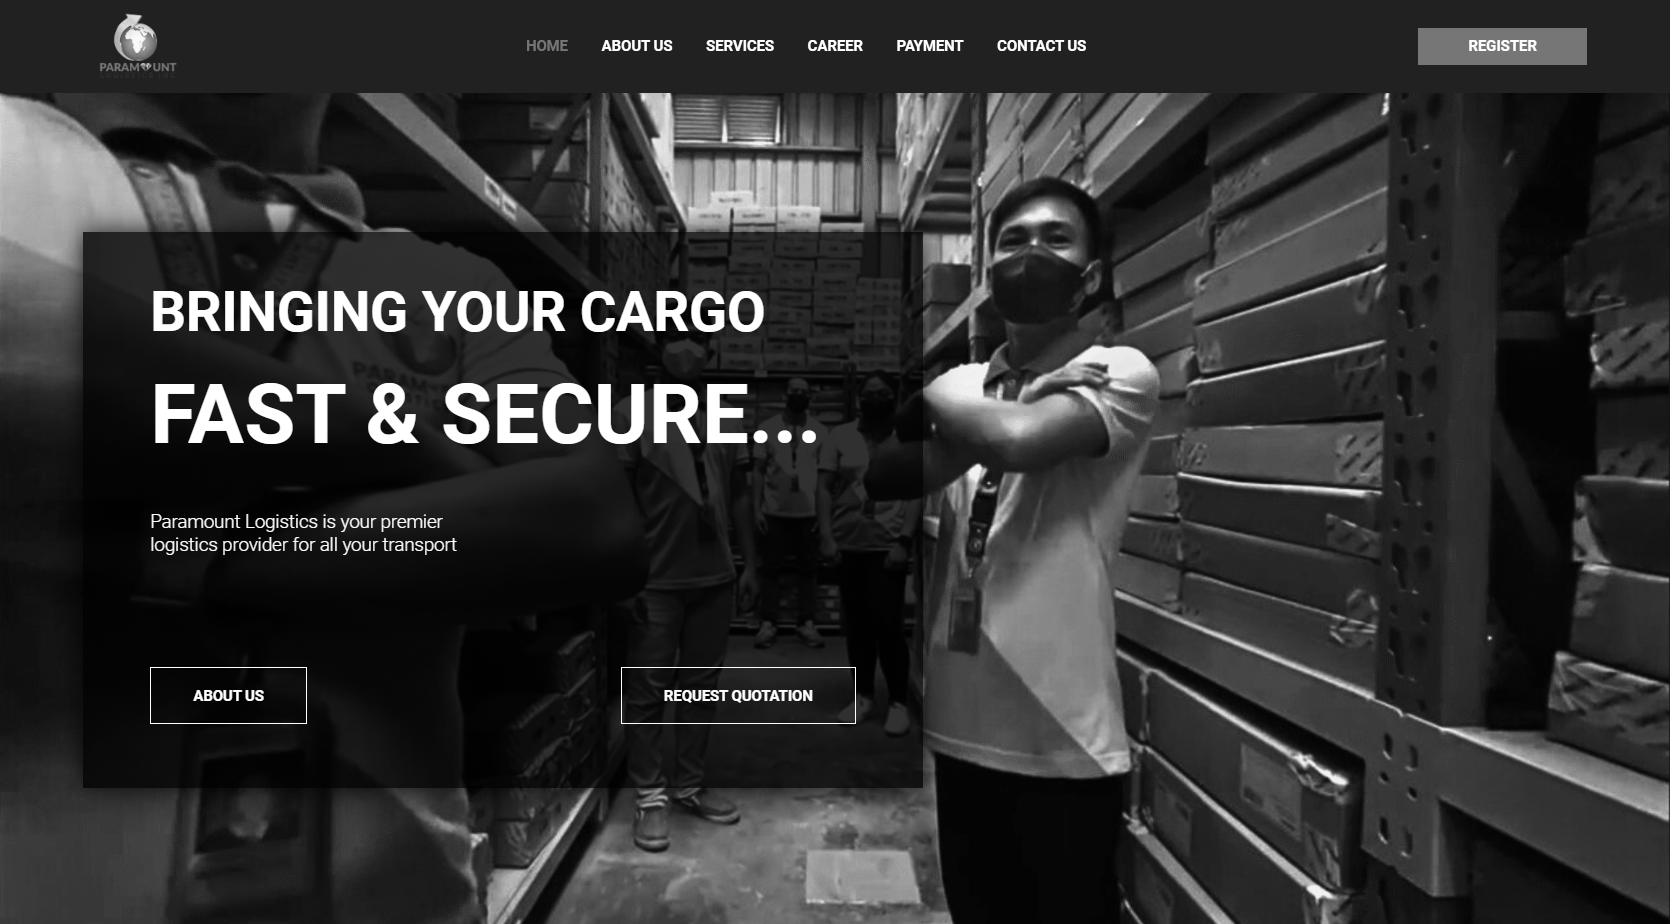 PARAMOUNT
HOME
ABOUT US
SERVICES
CAREER
PAYMENT
CONTACT US
REGISTER
BRINGING YOUR CARGO
FAST & SECURE...
Paramount Logistics is your premier
logistics provider for all your transport
ABOUT US
REQUEST QUOTATION